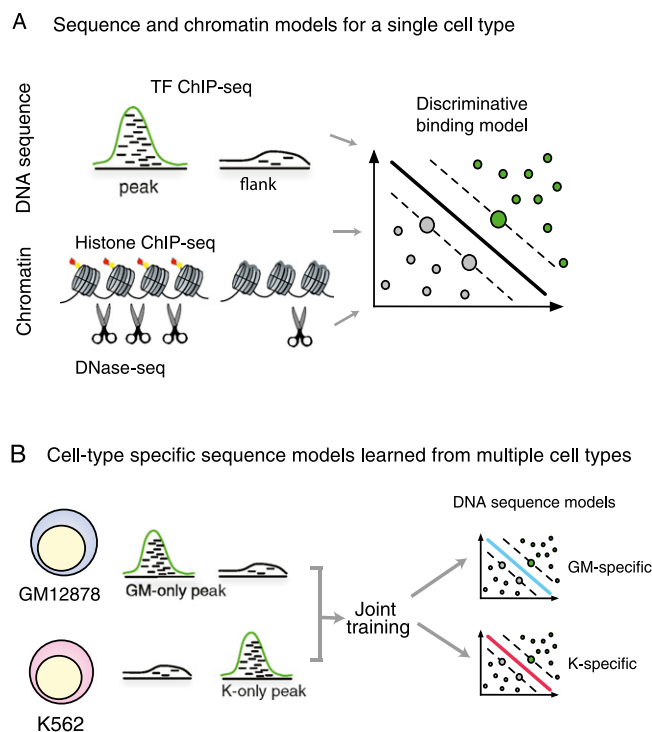 A Sequence and chromatin models for a single cell type
DNA sequence
TF ChIP-seq
peak
flank
Discriminative
binding model
Chromatin
Histone ChIP-seq
DNase-seq
B Cell-type specific sequence models learned from multiple cell types
DNA sequence models
GM12878
GM-only peak
K562
K-only peak
Joint
training
GM-specific
K-specific